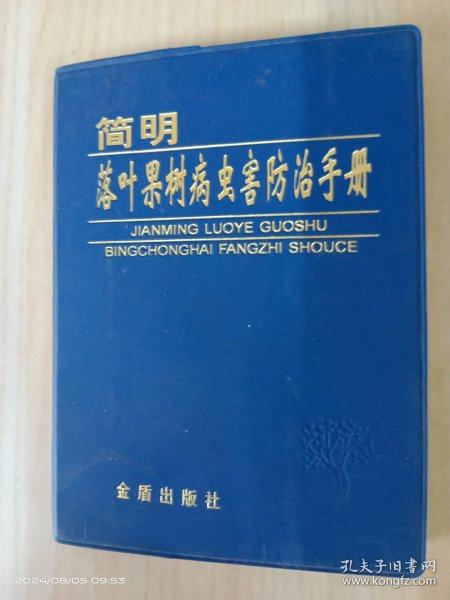 简明
落叶果树病虫害防治手册
JIANMING LUOYE GUOSHU
BINGCHONGHAI FANGZHI SHOUCE
金盾出版社
2024/08/05 09:53
孔夫子旧书网
www.kongfz.com